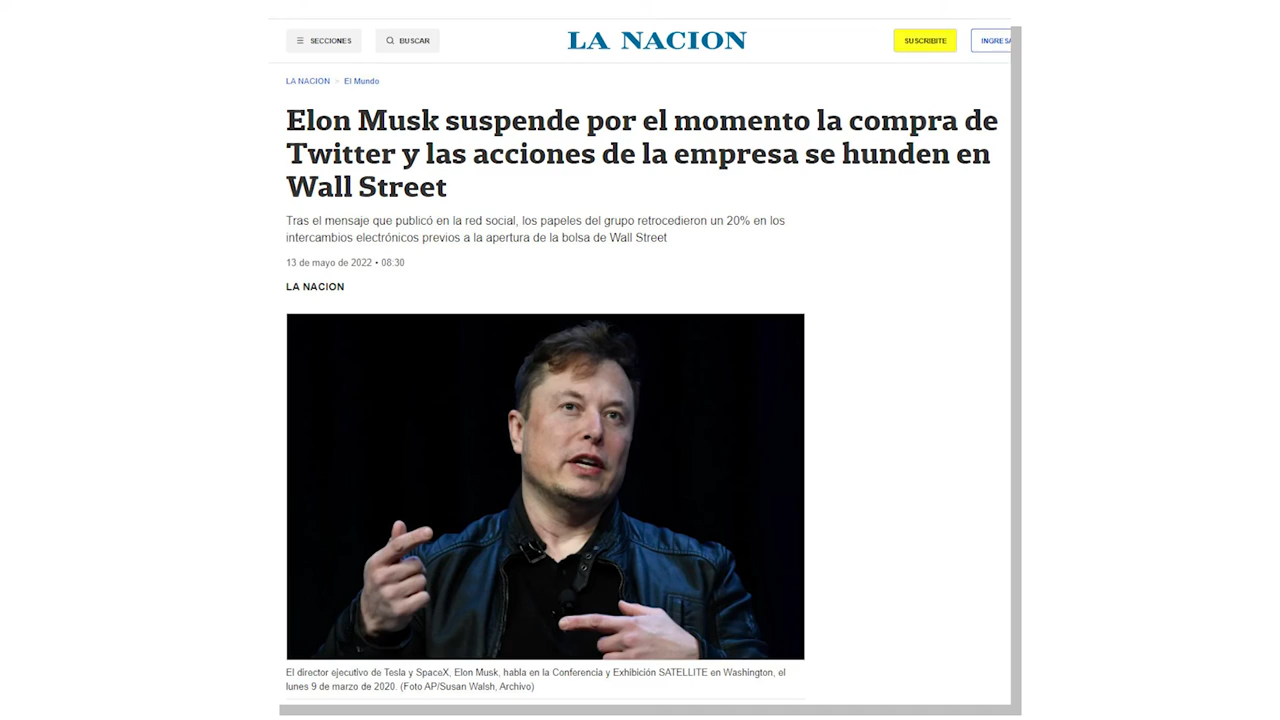 SECCIONES
BUSCAR
LA NACION
SUSCRIBITE
LA NACION > El Mundo
Elon Musk suspende por el momento la compra de
Twitter y las acciones de la empresa se hunden en
Wall Street
Tras el mensaje que publicó en la red social, los papeles del grupo retrocedieron un 20% en los
intercambios electrónicos previos a la apertura de la bolsa de Wall Street
13 de mayo de 2022 • 08:30
LA NACION
El director ejecutivo de Tesla y SpaceX, Elon Musk, habla en la Conferencia y Exhibición SATELLITE en Washington, el
lunes 9 de marzo de 2020. (Foto AP/Susan Walsh, Archivo)